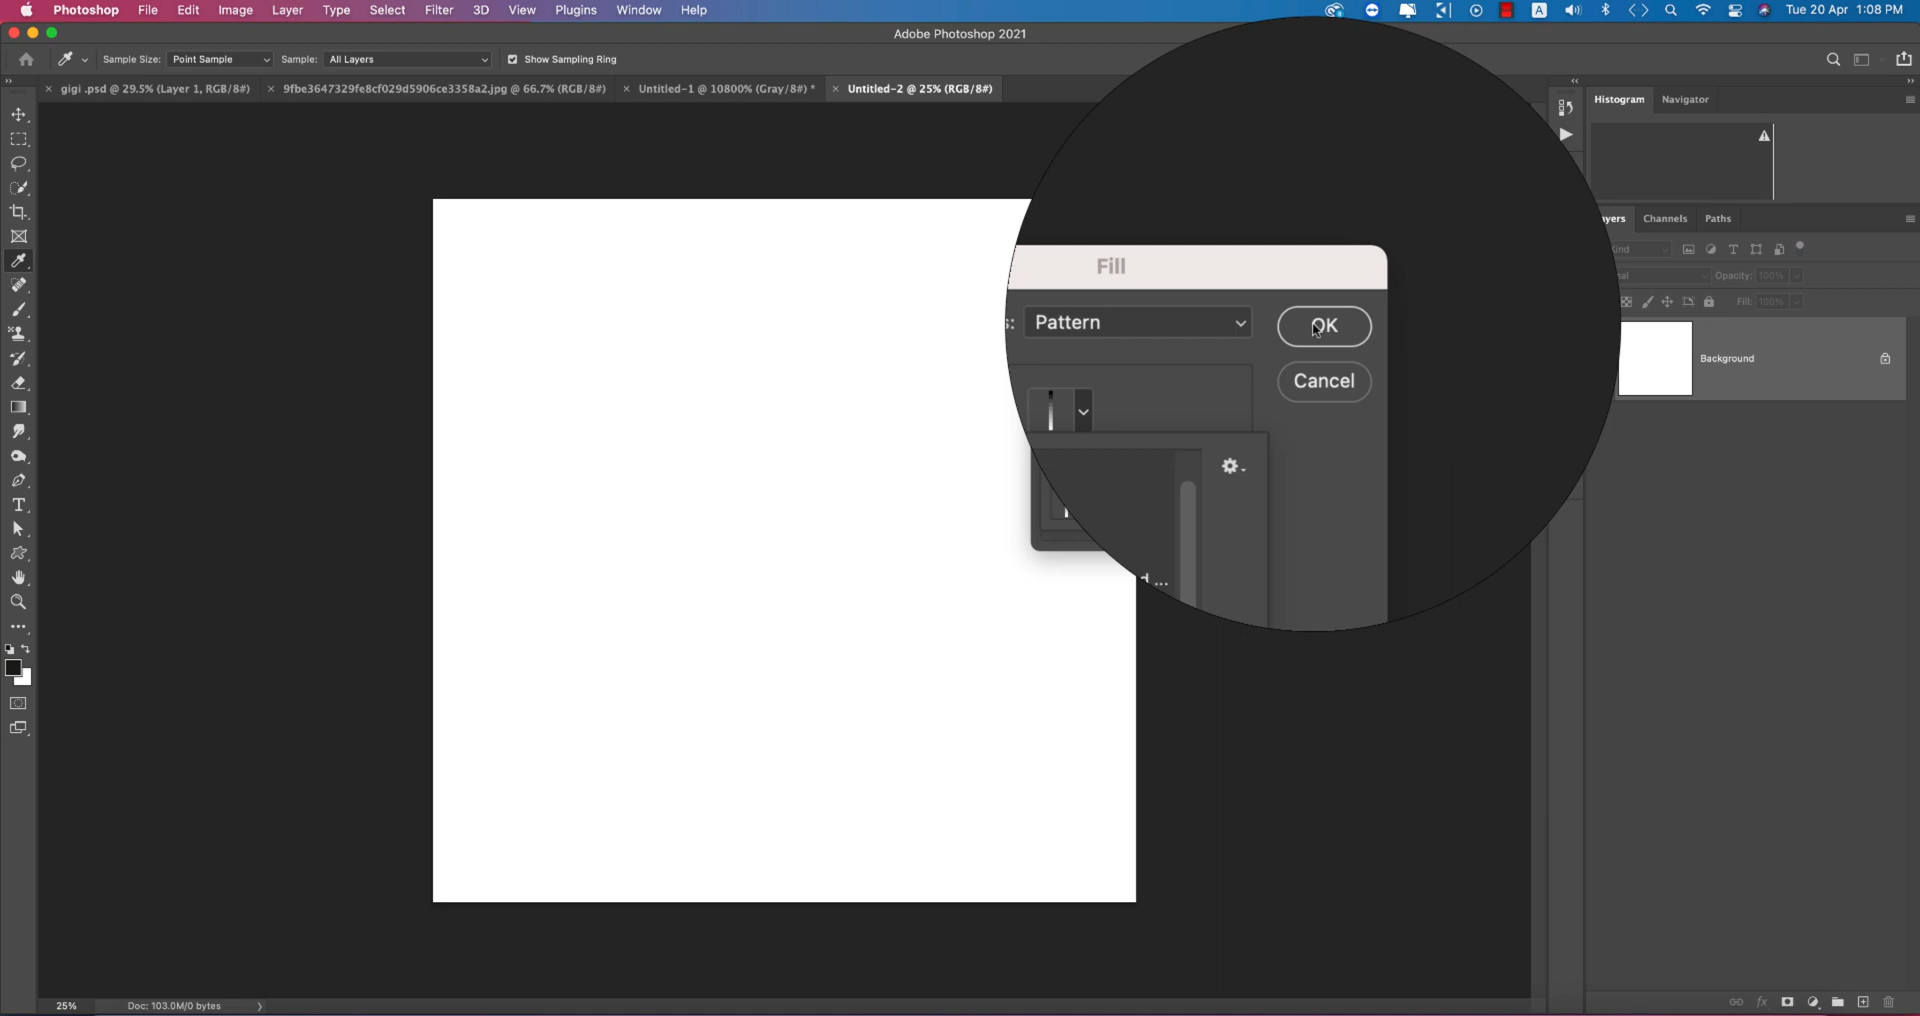 Photoshop File Edit Image Layer Type Select Filter 3D View Plugins Window Help A Tue 20 Apr 1:08 PM
Adobe Photoshop 2021
Sample Size: Point Sample Sample: All Layers Show Sampling Ring
gigi .psd @ 29.5% (Layer 1, RGB/8#) 9fbe3647329fe8cf029d5906ce3358a2.jpg @ 66.7% (RGB/8#) Untitled-1 @ 10800% (Gray/8#) * Untitled-2 @ 25% (RGB/8#)
Histogram Navigator
Channels Paths
Opacity: 100%
Fill: 100%
Background
Fill
Pattern
OK
Cancel
25% Doc: 103.0M/0 bytes
fx